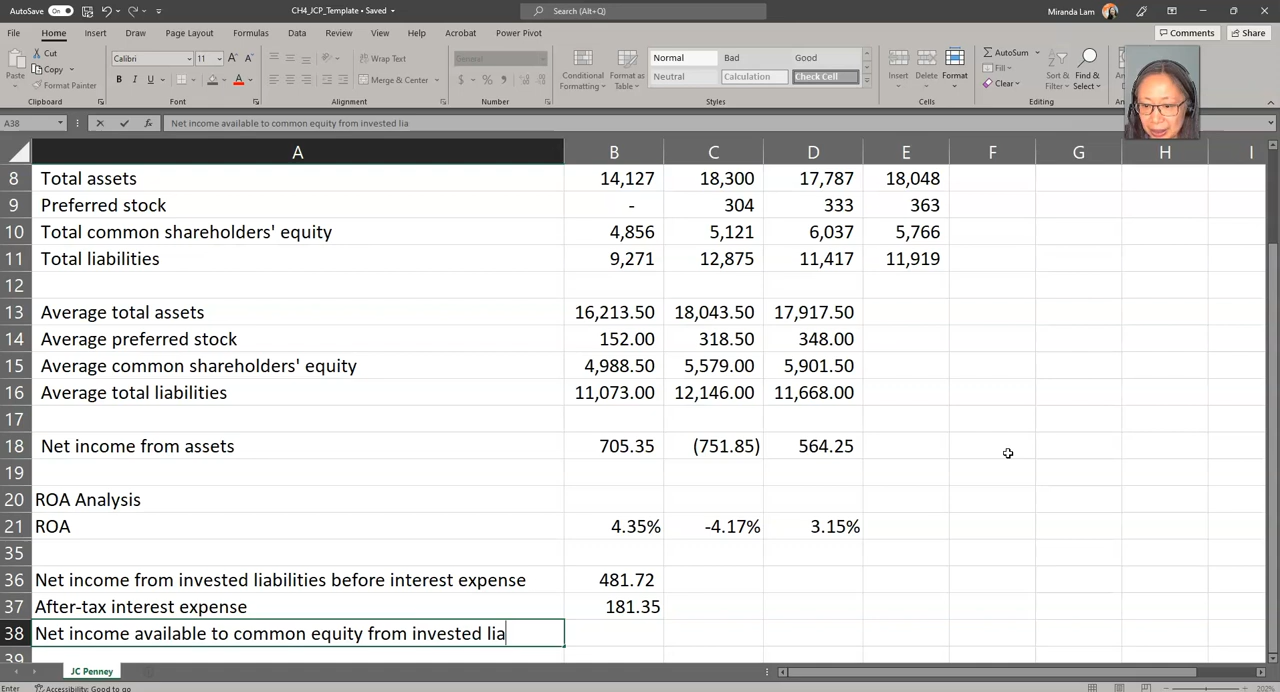 AutoSave On CH4_JCP_Template • Saved Search (Alt+Q) Miranda Lam
File Home Insert Draw Page Layout Formulas Data Review View Help Acrobat Power Pivot Comments Share
Paste Cut Copy Format Painter Clipboard
Calibri 11 A A B I U A Font
Wrap Text Merge & Center Alignment
General $ % Number
Conditional Formatting Format as Table
Normal Bad Good
Neutral Calculation Check Cell
Styles
Insert Delete Format Cells
AutoSum Fill Clear Sort & Filter Find & Select Editing
A38 Net income available to common equity from invested lia
A B C D E F G H I
8 Total assets 14,127 18,300 17,787 18,048
9 Preferred stock - 304 333 363
10 Total common shareholders' equity 4,856 5,121 6,037 5,766
11 Total liabilities 9,271 12,875 11,417 11,919
12
13 Average total assets 16,213.50 18,043.50 17,917.50
14 Average preferred stock 152.00 318.50 348.00
15 Average common shareholders' equity 4,988.50 5,579.00 5,901.50
16 Average total liabilities 11,073.00 12,146.00 11,668.00
17
18 Net income from assets 705.35 (751.85) 564.25
19
20 ROA Analysis
21 ROA 4.35% -4.17% 3.15%
35
36 Net income from invested liabilities before interest expense 481.72
37 After-tax interest expense 181.35
38 Net income available to common equity from invested lia
39
JC Penney
Enter Accessibility: Good to go 202%